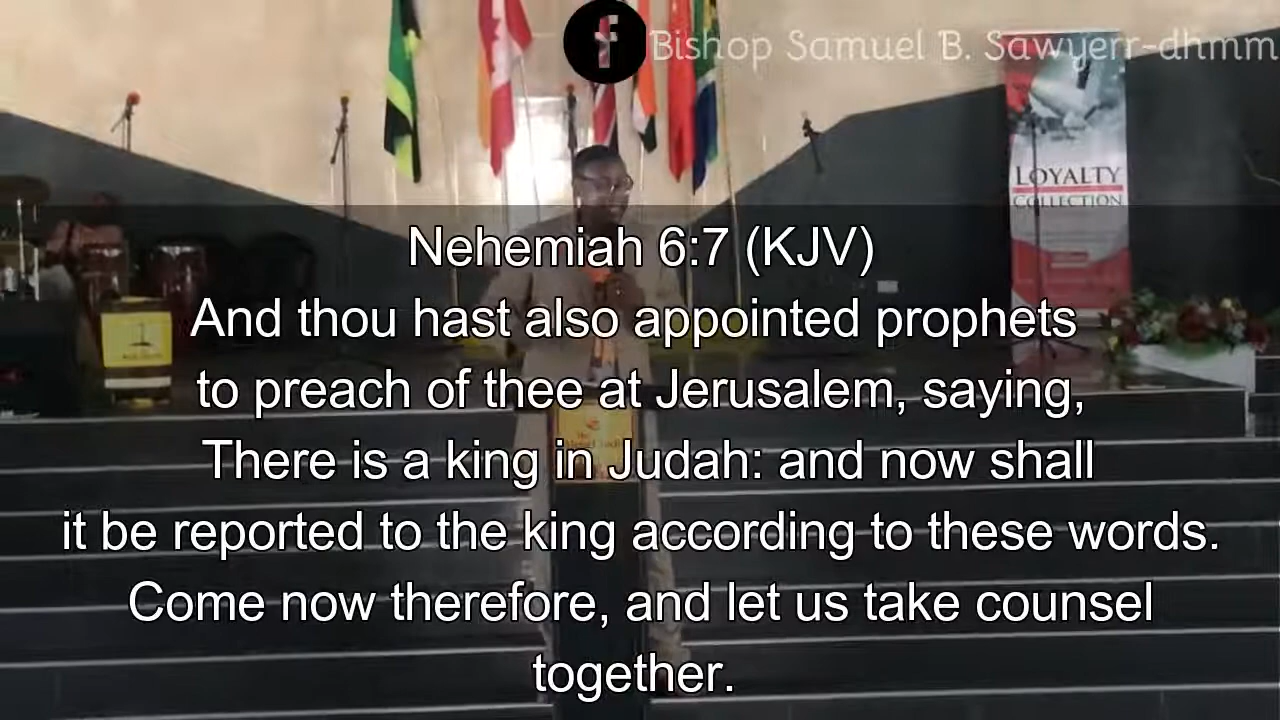 Bishop Samuel B. Sawyerr-dhmm
LOYALTY
COLLECTION
Nehemiah 6:7 (KJV)
And thou hast also appointed prophets
to preach of thee at Jerusalem, saying,
There is a king in Judah: and now shall
it be reported to the king according to these words.
Come now therefore, and let us take counsel
together.